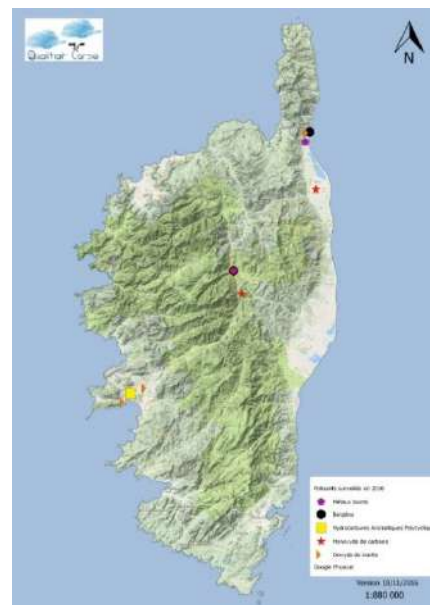 Qualitair Corse
N
Polluants surveillés en 2016
Métaux lourds
Benzène
Hydrocarbures Aromatiques Polycycliq
Monoxyde de carbone
Dioxyde de soufre
Google Physical
Version 10/11/2016
1:880 000